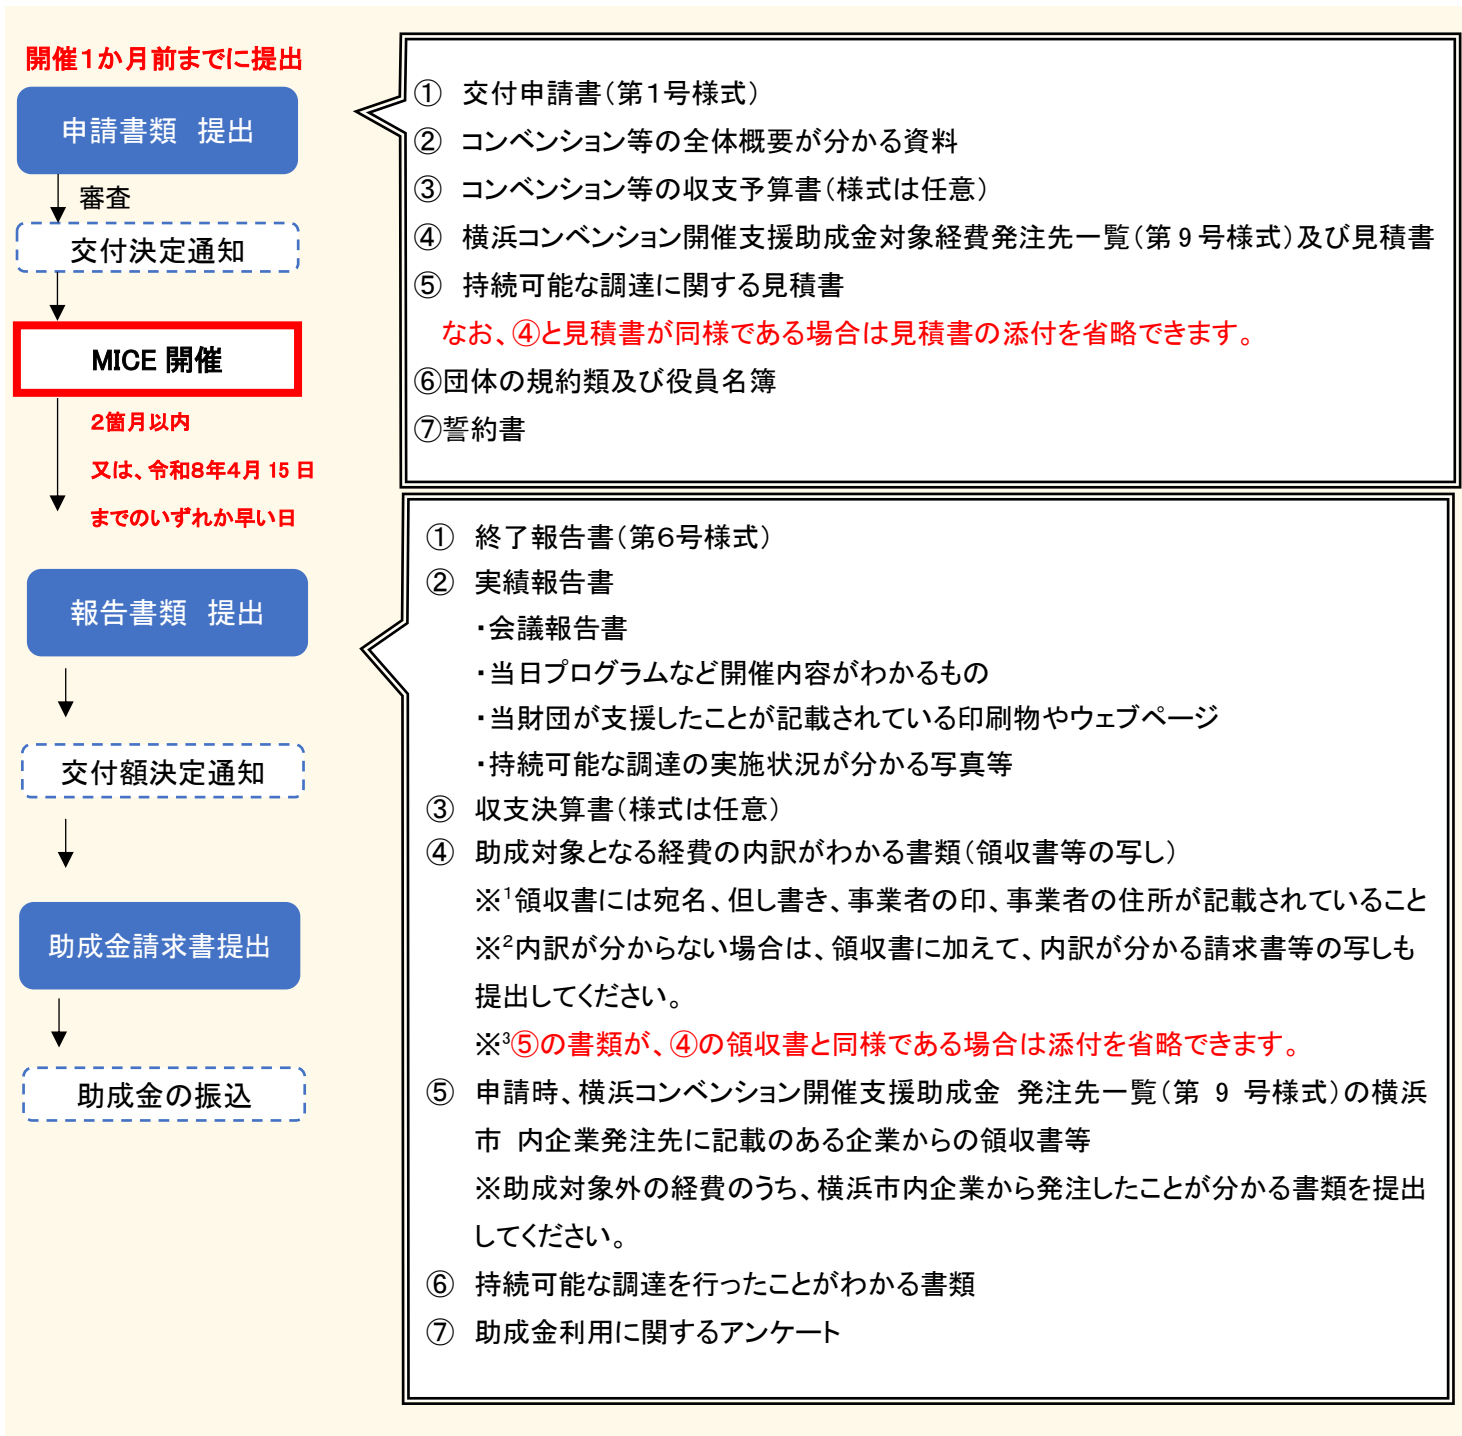 開催１か月前までに提出
申請書類　提出
審査
交付決定通知
MICE 開催
２箇月以内
又は、令和８年４月 15 日
までのいずれか早い日
報告書類　提出
交付額決定通知
助成金請求書提出
助成金の振込
①　交付申請書（第１号様式）
②　コンベンション等の全体概要が分かる資料
③　コンベンション等の収支予算書（様式は任意）
④　横浜コンベンション開催支援助成金対象経費発注先一覧（第 9 号様式）及び見積書
⑤　持続可能な調達に関する見積書
なお、④と見積書が同様である場合は見積書の添付を省略できます。
⑥団体の規約類及び役員名簿
⑦誓約書
①　終了報告書（第６号様式）
②　実績報告書
・会議報告書
・当日プログラムなど開催内容がわかるもの
・当財団が支援したことが記載されている印刷物やウェブページ
・持続可能な調達の実施状況が分かる写真等
③　収支決算書（様式は任意）
④　助成対象となる経費の内訳がわかる書類（領収書等の写し）
※¹領収書には宛名、但し書き、事業者の印、事業者の住所が記載されていること
※²内訳が分からない場合は、領収書に加えて、内訳が分かる請求書等の写しも
提出してください。
※³⑤の書類が、④の領収書と同様である場合は添付を省略できます。
⑤　申請時、横浜コンベンション開催支援助成金 発注先一覧（第 9 号様式）の横浜
市 内企業発注先に記載のある企業からの領収書等
※助成対象外の経費のうち、横浜市内企業から発注したことが分かる書類を提出
してください。
⑥　持続可能な調達を行ったことがわかる書類
⑦　助成金利用に関するアンケート